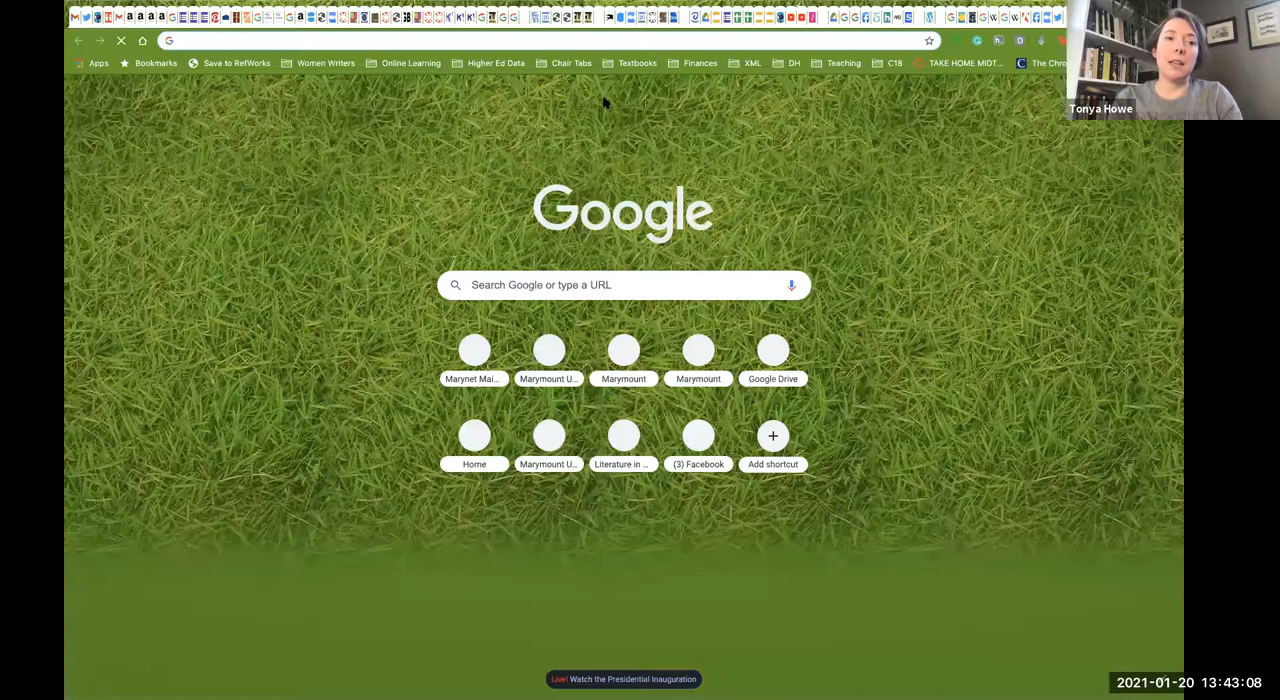 Apps Bookmarks Save to RefWorks Women Writers Online Learning Higher Ed Data Chair Tabs Textbooks Finances XML DH Teaching C18 TAKE HOME MIDT... The Chro
Tonya Howe
Google
Search Google or type a URL
Marynet Mai... Marymount U... Marymount Marymount Google Drive
Home Marymount U... Literature in ... (3) Facebook Add shortcut
Live! Watch the Presidential Inauguration
2021-01-20 13:43:08